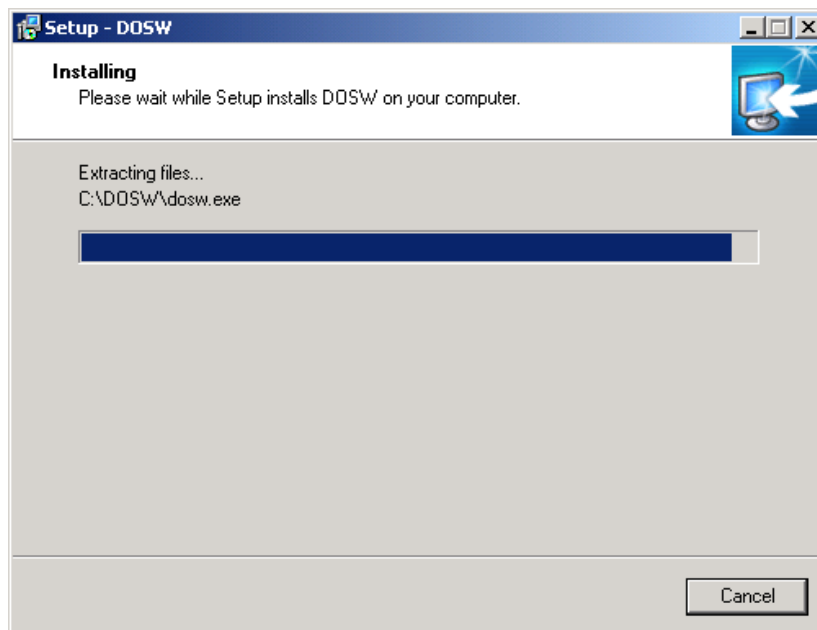 Setup - DOSW
Installing
Please wait while Setup installs DOSW on your computer.
Extracting files...
C:\DOSW\dosw.exe
Cancel